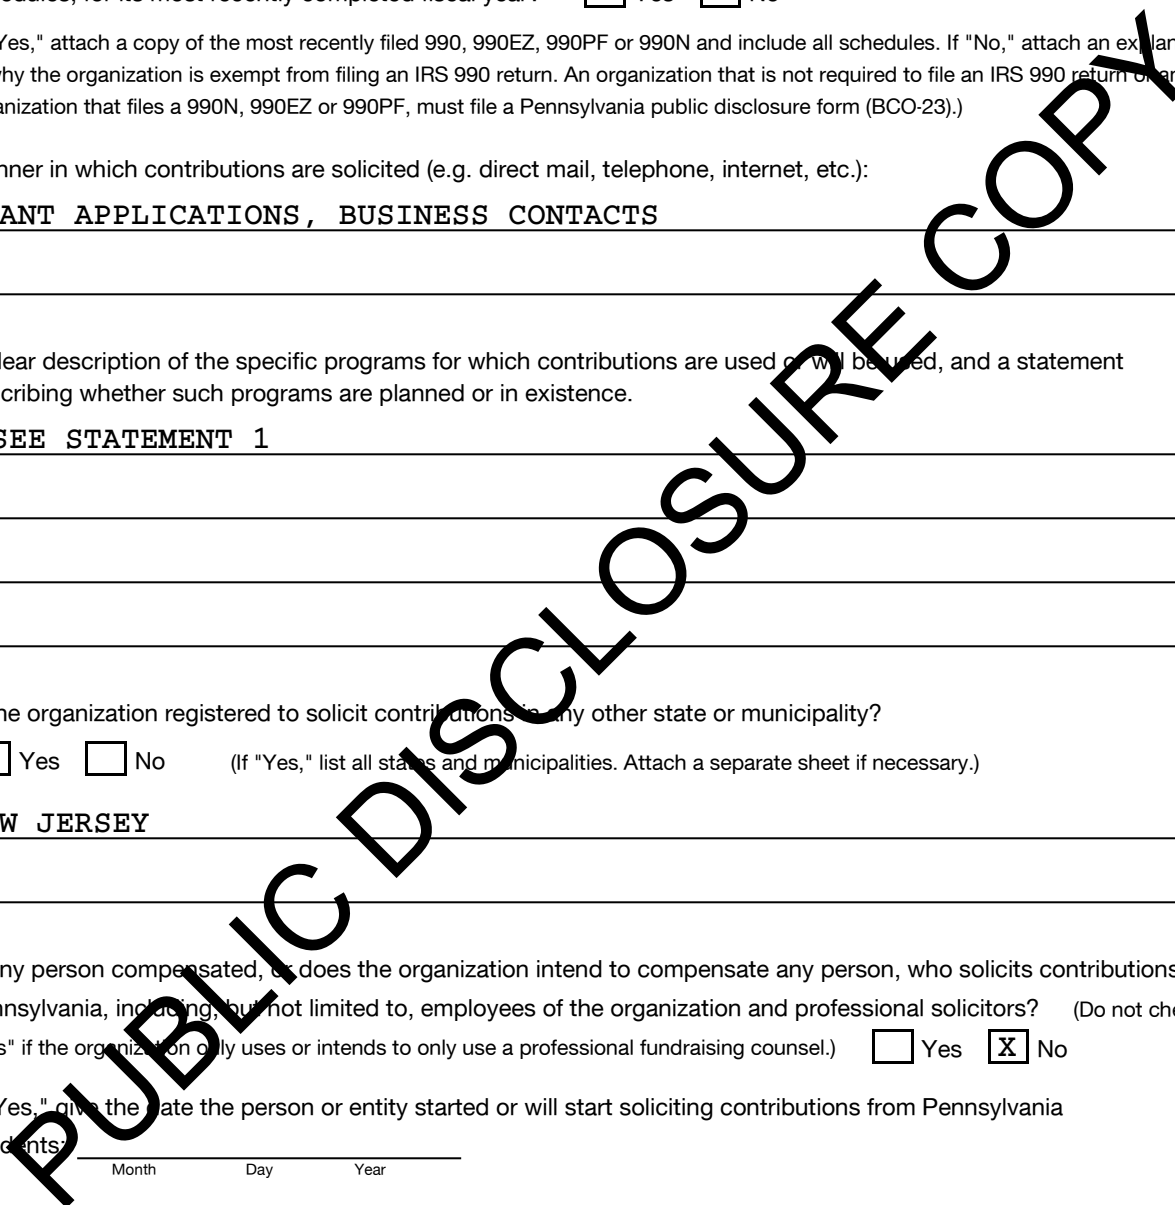 Yes," attach a copy of the most recently filed 990, 990EZ, 990PF or 990N and include all schedules. If "No," attach an explan
why the organization is exempt from filing an IRS 990 return. An organization that is not required to file an IRS 990 return or an
anization that files a 990N, 990EZ or 990PF, must file a Pennsylvania public disclosure form (BCO-23).)
nner in which contributions are solicited (e.g. direct mail, telephone, internet, etc.):
ANT APPLICATIONS, BUSINESS CONTACTS
lear description of the specific programs for which contributions are used or will be used, and a statement
cribing whether such programs are planned or in existence.
SEE STATEMENT 1
he organization registered to solicit contributions in any other state or municipality?
Yes No (If "Yes," list all states and municipalities. Attach a separate sheet if necessary.)
W JERSEY
ny person compensated, or does the organization intend to compensate any person, who solicits contributions
nnsylvania, including, but not limited to, employees of the organization and professional solicitors? (Do not che
s" if the organization only uses or intends to only use a professional fundraising counsel.) Yes X No
Yes," give the date the person or entity started or will start soliciting contributions from Pennsylvania
dents:
Month Day Year
PUBLIC DISCLOSURE COPY